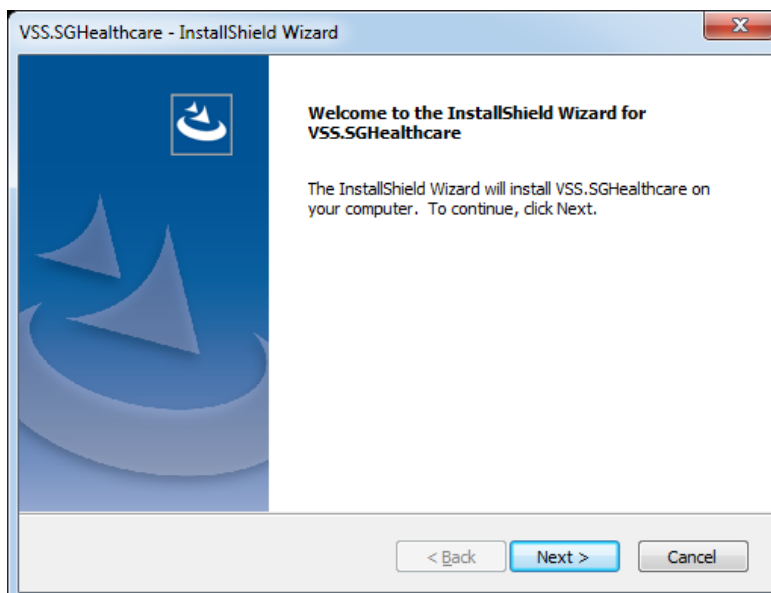 VSS.SGHealthcare - InstallShield Wizard
Welcome to the InstallShield Wizard for
VSS.SGHealthcare
The InstallShield Wizard will install VSS.SGHealthcare on
your computer. To continue, click Next.
< Back
Next >
Cancel